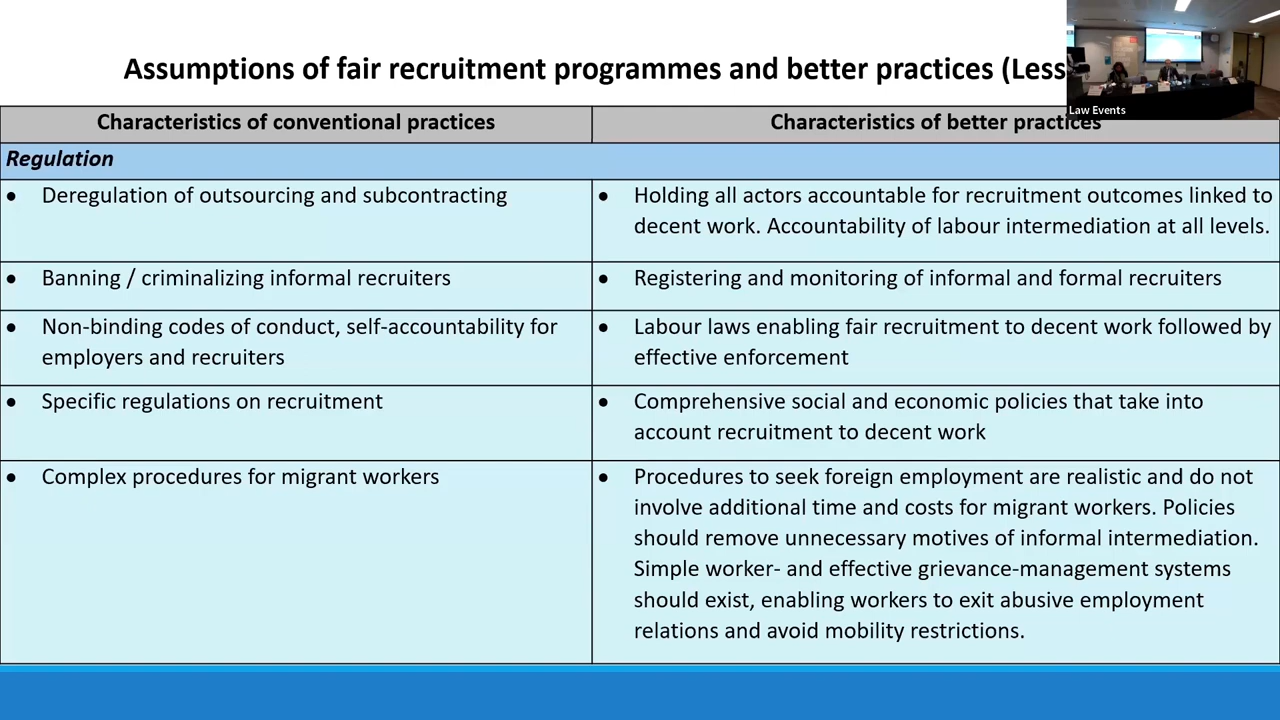 Assumptions of fair recruitment programmes and better practices (Less
Law Events
Characteristics of conventional practices
Characteristics of better practices
Regulation
• Deregulation of outsourcing and subcontracting
• Holding all actors accountable for recruitment outcomes linked to
decent work. Accountability of labour intermediation at all levels.
• Banning / criminalizing informal recruiters
• Registering and monitoring of informal and formal recruiters
• Non-binding codes of conduct, self-accountability for
employers and recruiters
• Labour laws enabling fair recruitment to decent work followed by
effective enforcement
• Specific regulations on recruitment
• Comprehensive social and economic policies that take into
account recruitment to decent work
• Complex procedures for migrant workers
• Procedures to seek foreign employment are realistic and do not
involve additional time and costs for migrant workers. Policies
should remove unnecessary motives of informal intermediation.
Simple worker- and effective grievance-management systems
should exist, enabling workers to exit abusive employment
relations and avoid mobility restrictions.